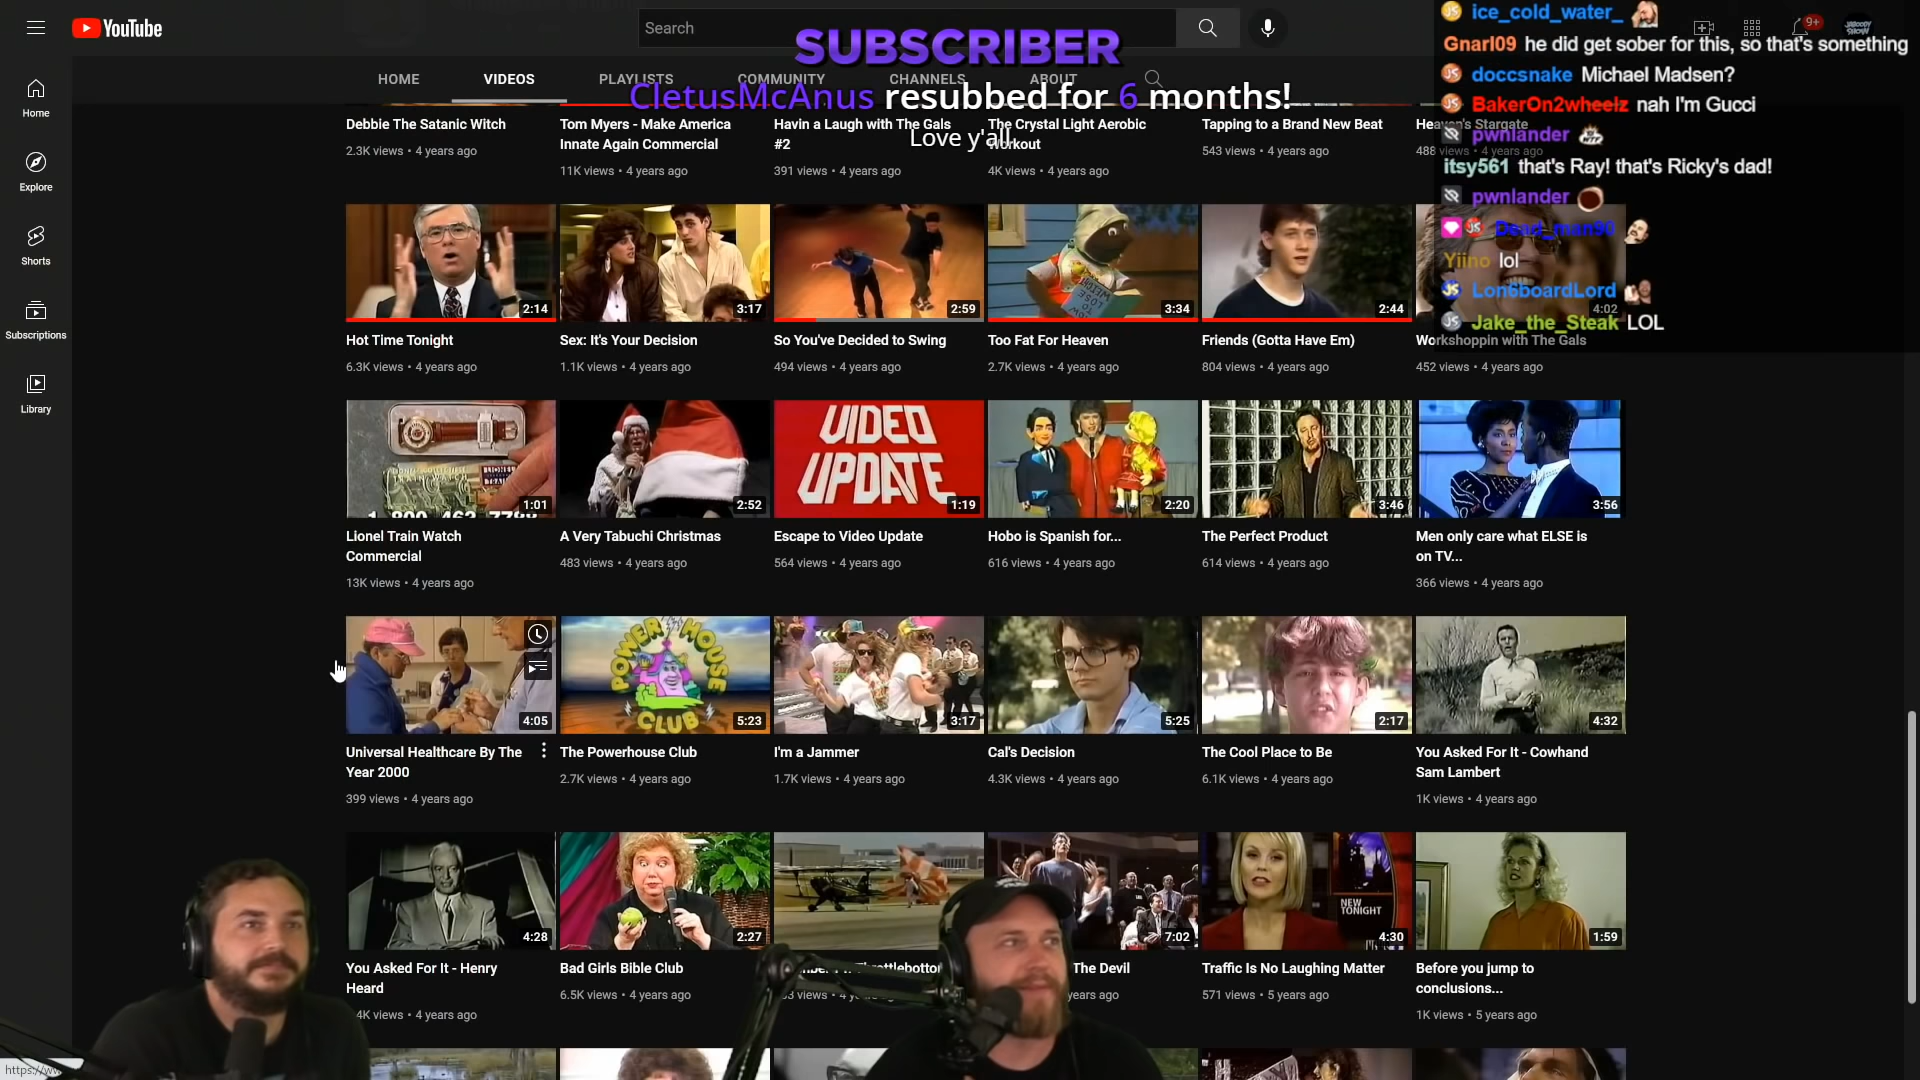 YouTube
Search
SUBSCRIBER
CletusMcAnus resubbed for 6 months!
Love y'all
9+
HOME
VIDEOS
PLAYLISTS
COMMUNITY
CHANNELS
ABOUT
Home
Explore
Shorts
Subscriptions
Library
ice_cold_water_
Gnarl09 he did get sober for this, so that's something
doccsnake Michael Madsen?
BakerOn2wheelz nah I'm Gucci
pwnlander
itsy561 that's Ray! that's Ricky's dad!
pwnlander
Dead_man90
Yiino lol
Lon6boardLord
Jake_the_Steak LOL
Debbie The Satanic Witch
2.3K views • 4 years ago
Tom Myers - Make America
Innate Again Commercial
11K views • 4 years ago
Havin a Laugh with The Gals
#2
391 views • 4 years ago
The Crystal Light Aerobic
Workout
4K views • 4 years ago
Tapping to a Brand New Beat
543 views • 4 years ago
Heaven's Stargate
488 views • 4 years ago
2:14
Hot Time Tonight
6.3K views • 4 years ago
3:17
Sex: It's Your Decision
1.1K views • 4 years ago
2:59
So You've Decided to Swing
494 views • 4 years ago
3:34
Too Fat For Heaven
2.7K views • 4 years ago
2:44
Friends (Gotta Have Em)
804 views • 4 years ago
4:02
Workshoppin with The Gals
452 views • 4 years ago
1:01
Lionel Train Watch
Commercial
13K views • 4 years ago
2:52
A Very Tabuchi Christmas
483 views • 4 years ago
VIDEO
UPDATE
1:19
Escape to Video Update
564 views • 4 years ago
2:20
Hobo is Spanish for...
616 views • 4 years ago
3:46
The Perfect Product
614 views • 4 years ago
3:56
Men only care what ELSE is
on TV...
366 views • 4 years ago
4:05
Universal Healthcare By The
Year 2000
399 views • 4 years ago
POWER HOUSE
CLUB
5:23
The Powerhouse Club
2.7K views • 4 years ago
3:17
I'm a Jammer
1.7K views • 4 years ago
5:25
Cal's Decision
4.3K views • 4 years ago
2:17
The Cool Place to Be
6.1K views • 4 years ago
4:32
You Asked For It - Cowhand
Sam Lambert
1K views • 4 years ago
4:28
You Asked For It - Henry
Heard
4K views • 4 years ago
2:27
Bad Girls Bible Club
6.5K views • 4 years ago
7:02
The Devil
years ago
NEW
TONIGHT
4:30
Traffic Is No Laughing Matter
571 views • 5 years ago
1:59
Before you jump to
conclusions...
1K views • 5 years ago